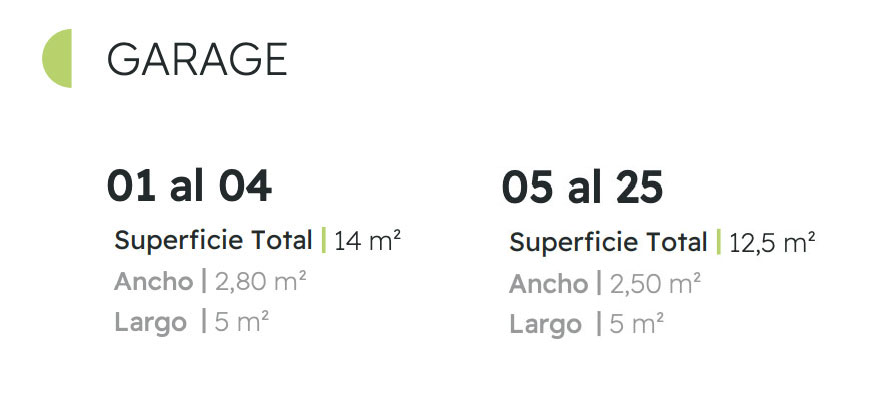 GARAGE
01 al 04
Superficie Total | 14 m²
Ancho | 2,80 m²
Largo | 5 m²
05 al 25
Superficie Total | 12,5 m²
Ancho | 2,50 m²
Largo | 5 m²